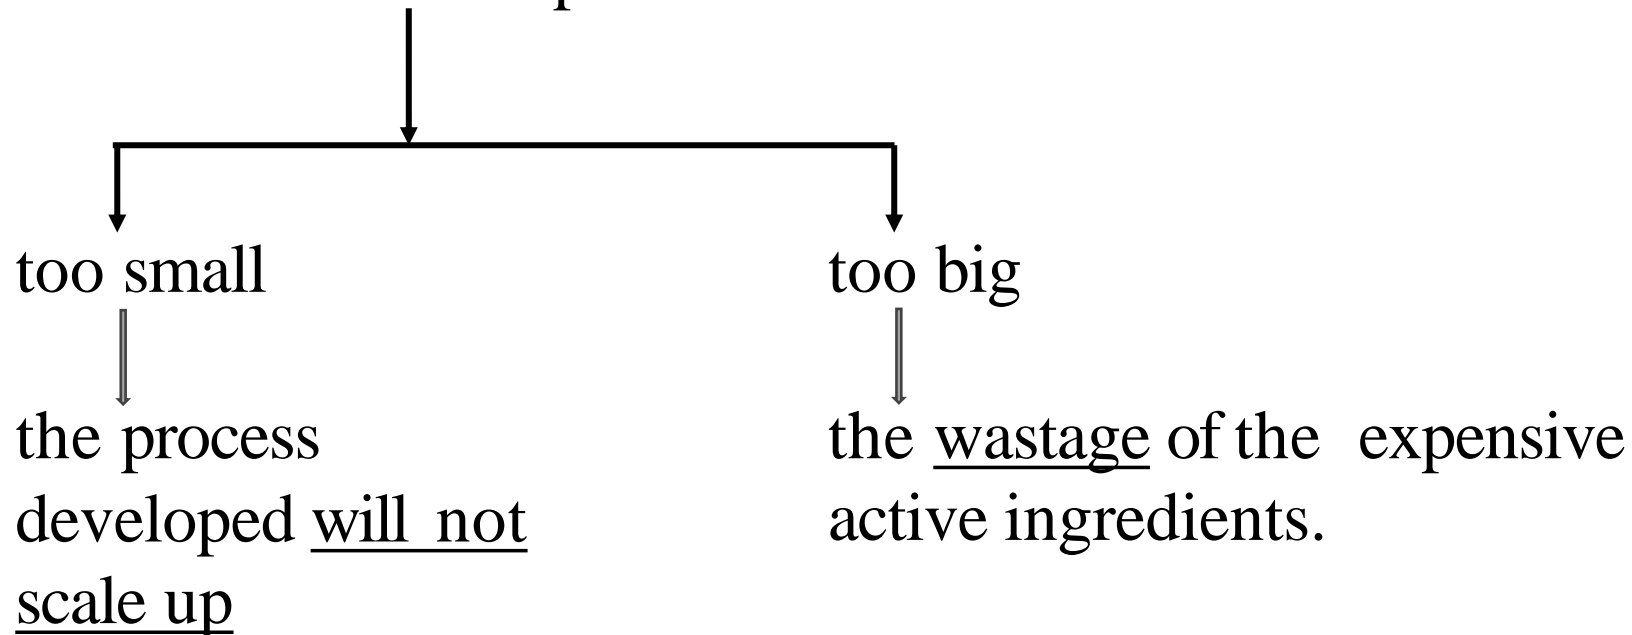 too small
too big
the process
developed will not
scale up
the wastage of the expensive
active ingredients.